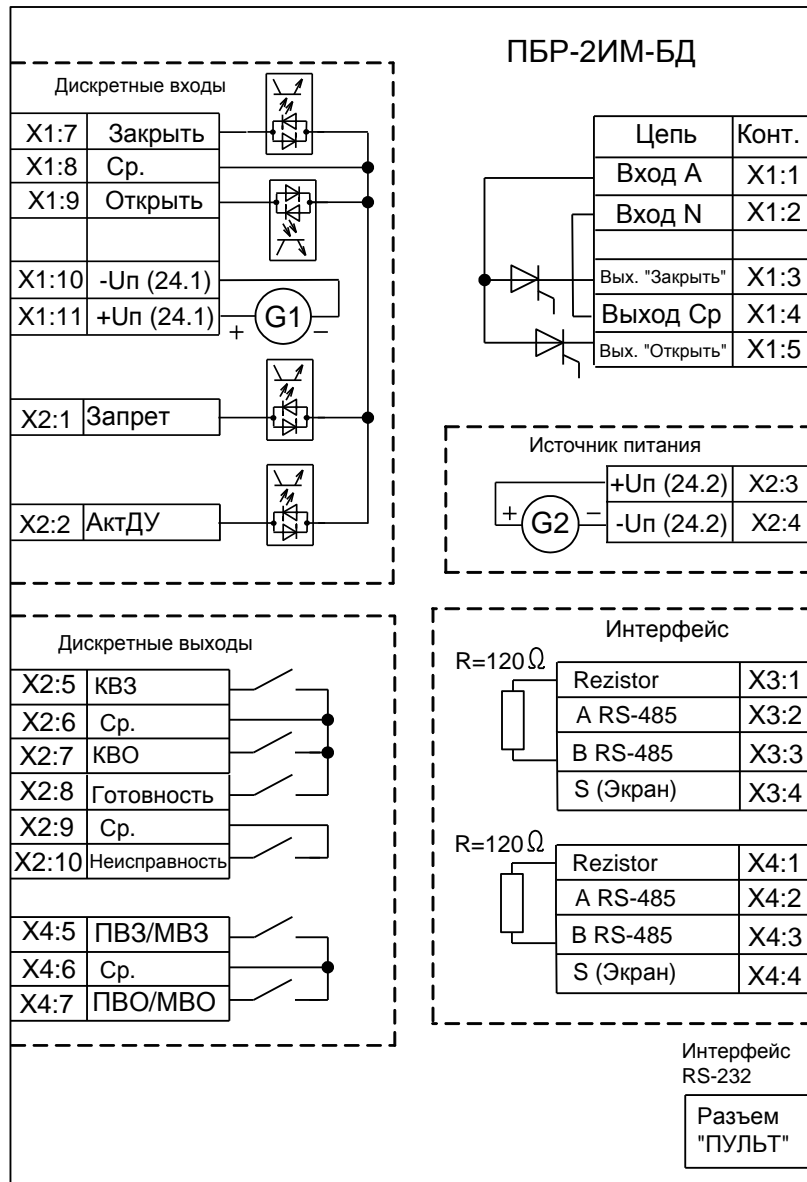 ПБР-2ИМ-БД
Дискретные входы
X1:7 Закрыть
X1:8 Ср.
X1:9 Открыть
X1:10 -Uп (24.1)
X1:11 +Uп (24.1)
+ G1 –
X2:1 Запрет
X2:2 АктДУ
Цепь Конт.
Вход А X1:1
Вход N X1:2
Вых. "Закрыть" X1:3
Выход Ср X1:4
Вых. "Открыть" X1:5
Источник питания
+Uп (24.2) X2:3
+ G2 – -Uп (24.2) X2:4
Дискретные выходы
X2:5 КВЗ
X2:6 Ср.
X2:7 КВО
X2:8 Готовность
X2:9 Ср.
X2:10 Неисправность
X4:5 ПВЗ/МВЗ
X4:6 Ср.
X4:7 ПВО/МВО
Интерфейс
R=120 Ω
Rezistor X3:1
A RS-485 X3:2
B RS-485 X3:3
S (Экран) X3:4
R=120 Ω
Rezistor X4:1
A RS-485 X4:2
B RS-485 X4:3
S (Экран) X4:4
Интерфейс
RS-232
Разъем
"ПУЛЬТ"